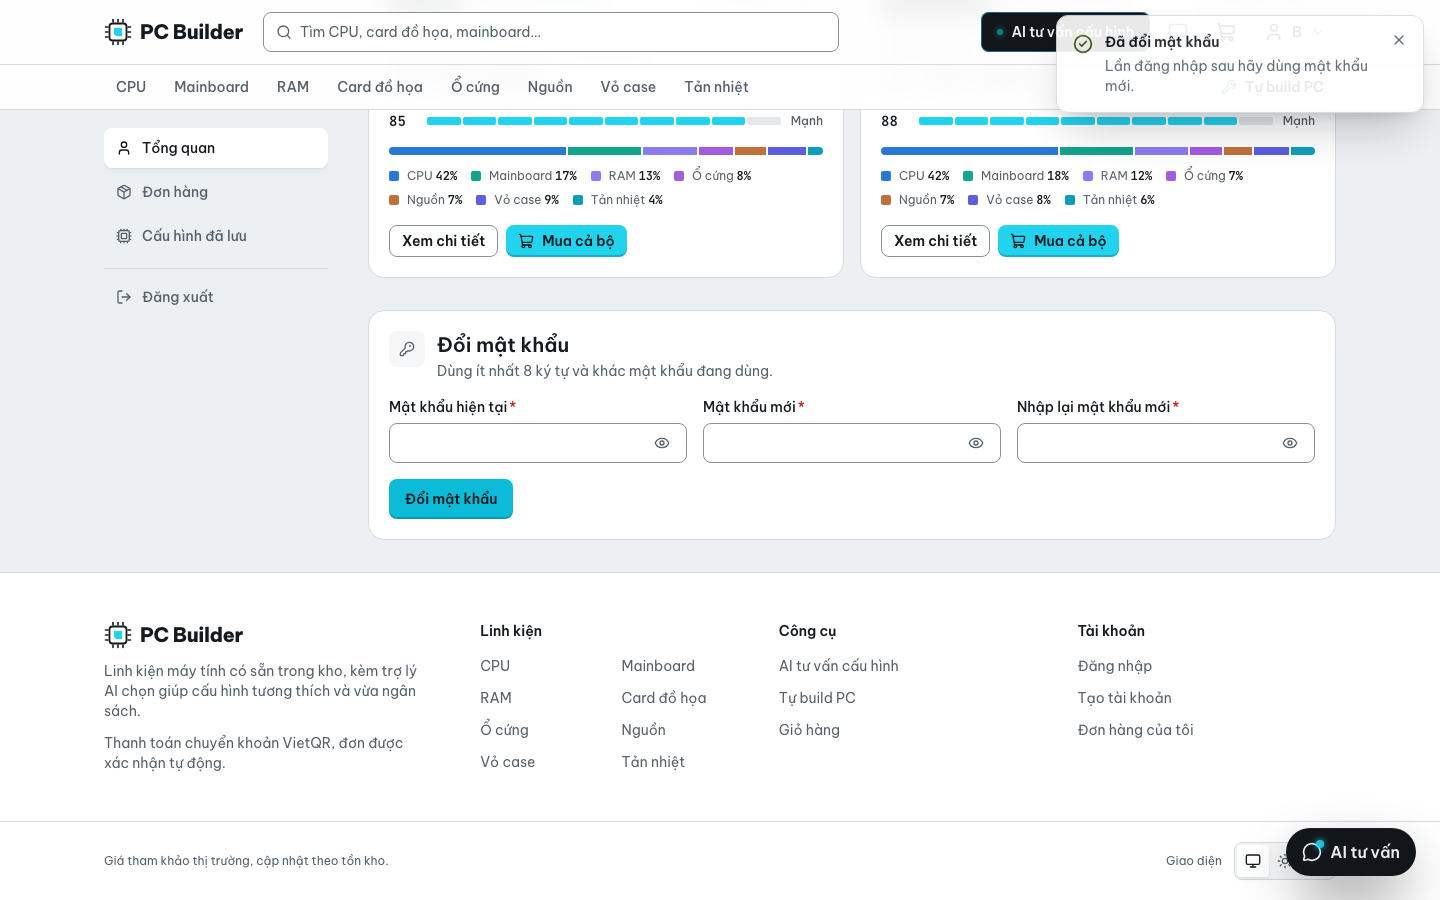 PC Builder
Tìm CPU, card đồ họa, mainboard...
AI tư vấn cấu hình
B
Đã đổi mật khẩu
Lần đăng nhập sau hãy dùng mật khẩu
mới.
CPU
Mainboard
RAM
Card đồ họa
Ổ cứng
Nguồn
Vỏ case
Tản nhiệt
Tự build PC
Tổng quan
Đơn hàng
Cấu hình đã lưu
Đăng xuất
85
Mạnh
CPU 42% Mainboard 17% RAM 13% Ổ cứng 8%
Nguồn 7% Vỏ case 9% Tản nhiệt 4%
Xem chi tiết
Mua cả bộ
88
Mạnh
CPU 42% Mainboard 18% RAM 12% Ổ cứng 7%
Nguồn 7% Vỏ case 8% Tản nhiệt 6%
Xem chi tiết
Mua cả bộ
Đổi mật khẩu
Dùng ít nhất 8 ký tự và khác mật khẩu đang dùng.
Mật khẩu hiện tại *
Mật khẩu mới *
Nhập lại mật khẩu mới *
Đổi mật khẩu
PC Builder
Linh kiện máy tính có sẵn trong kho, kèm trợ lý
AI chọn giúp cấu hình tương thích và vừa ngân
sách.
Thanh toán chuyển khoản VietQR, đơn được
xác nhận tự động.
Linh kiện
CPU
Mainboard
RAM
Card đồ họa
Ổ cứng
Nguồn
Vỏ case
Tản nhiệt
Công cụ
AI tư vấn cấu hình
Tự build PC
Giỏ hàng
Tài khoản
Đăng nhập
Tạo tài khoản
Đơn hàng của tôi
Giá tham khảo thị trường, cập nhật theo tồn kho.
Giao diện
AI tư vấn